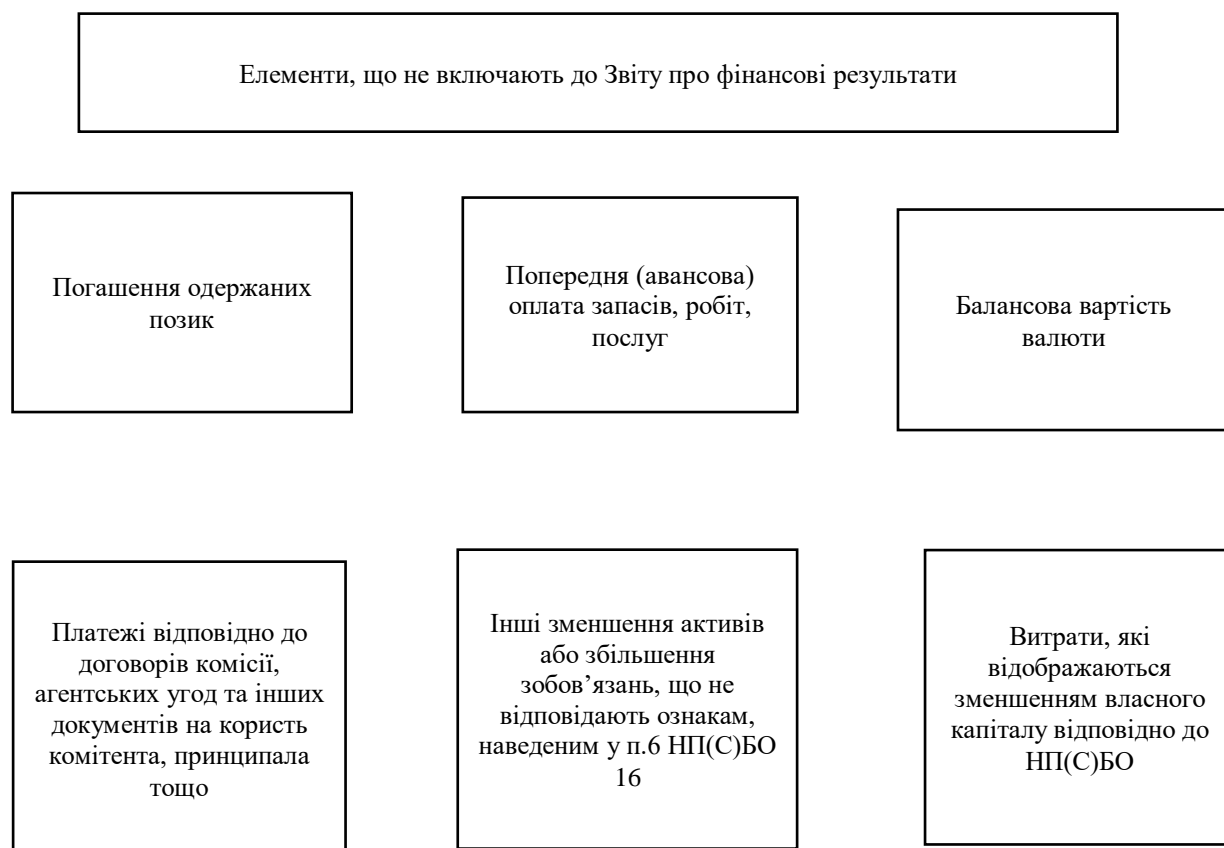 Елементи, що не включають до Звіту про фінансові результати
Погашення одержаних
позик
Попередня (авансова)
оплата запасів, робіт,
послуг
Балансова вартість
валюти
Платежі відповідно до
договорів комісії,
агентських угод та інших
документів на користь
комітента, принципала
тощо
Інші зменшення активів
або збільшення
зобов’язань, що не
відповідають ознакам,
наведеним у п.6 НП(С)БО
16
Витрати, які
відображаються
зменшенням власного
капіталу відповідно до
НП(С)БО